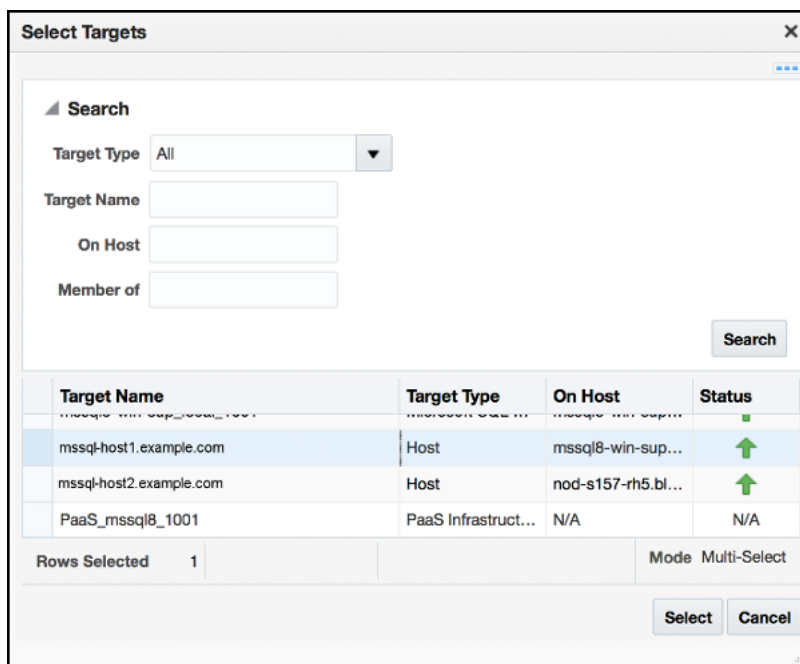 Select Targets
Search
Target Type All
Target Name
On Host
Member of
Search
Target Name Target Type On Host Status
mssql-host1.example.com Host mssql8-win-sup...
mssql-host2.example.com Host nod-s157-rh5.bl...
PaaS_mssql8_1001 PaaS Infrastruct... N/A N/A
Rows Selected 1 Mode Multi-Select
Select Cancel